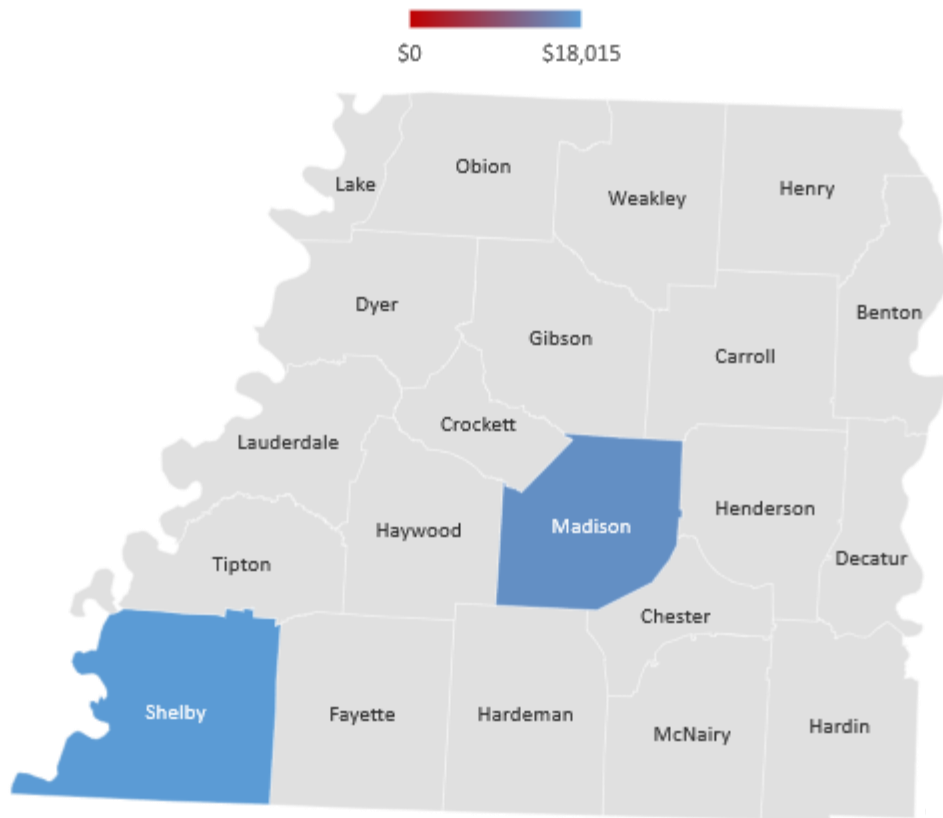 $0 $18,015
Lake
Obion
Weakley
Henry
Dyer
Gibson
Carroll
Benton
Crockett
Lauderdale
Haywood
Madison
Henderson
Tipton
Decatur
Chester
Shelby
Fayette
Hardeman
McNairy
Hardin